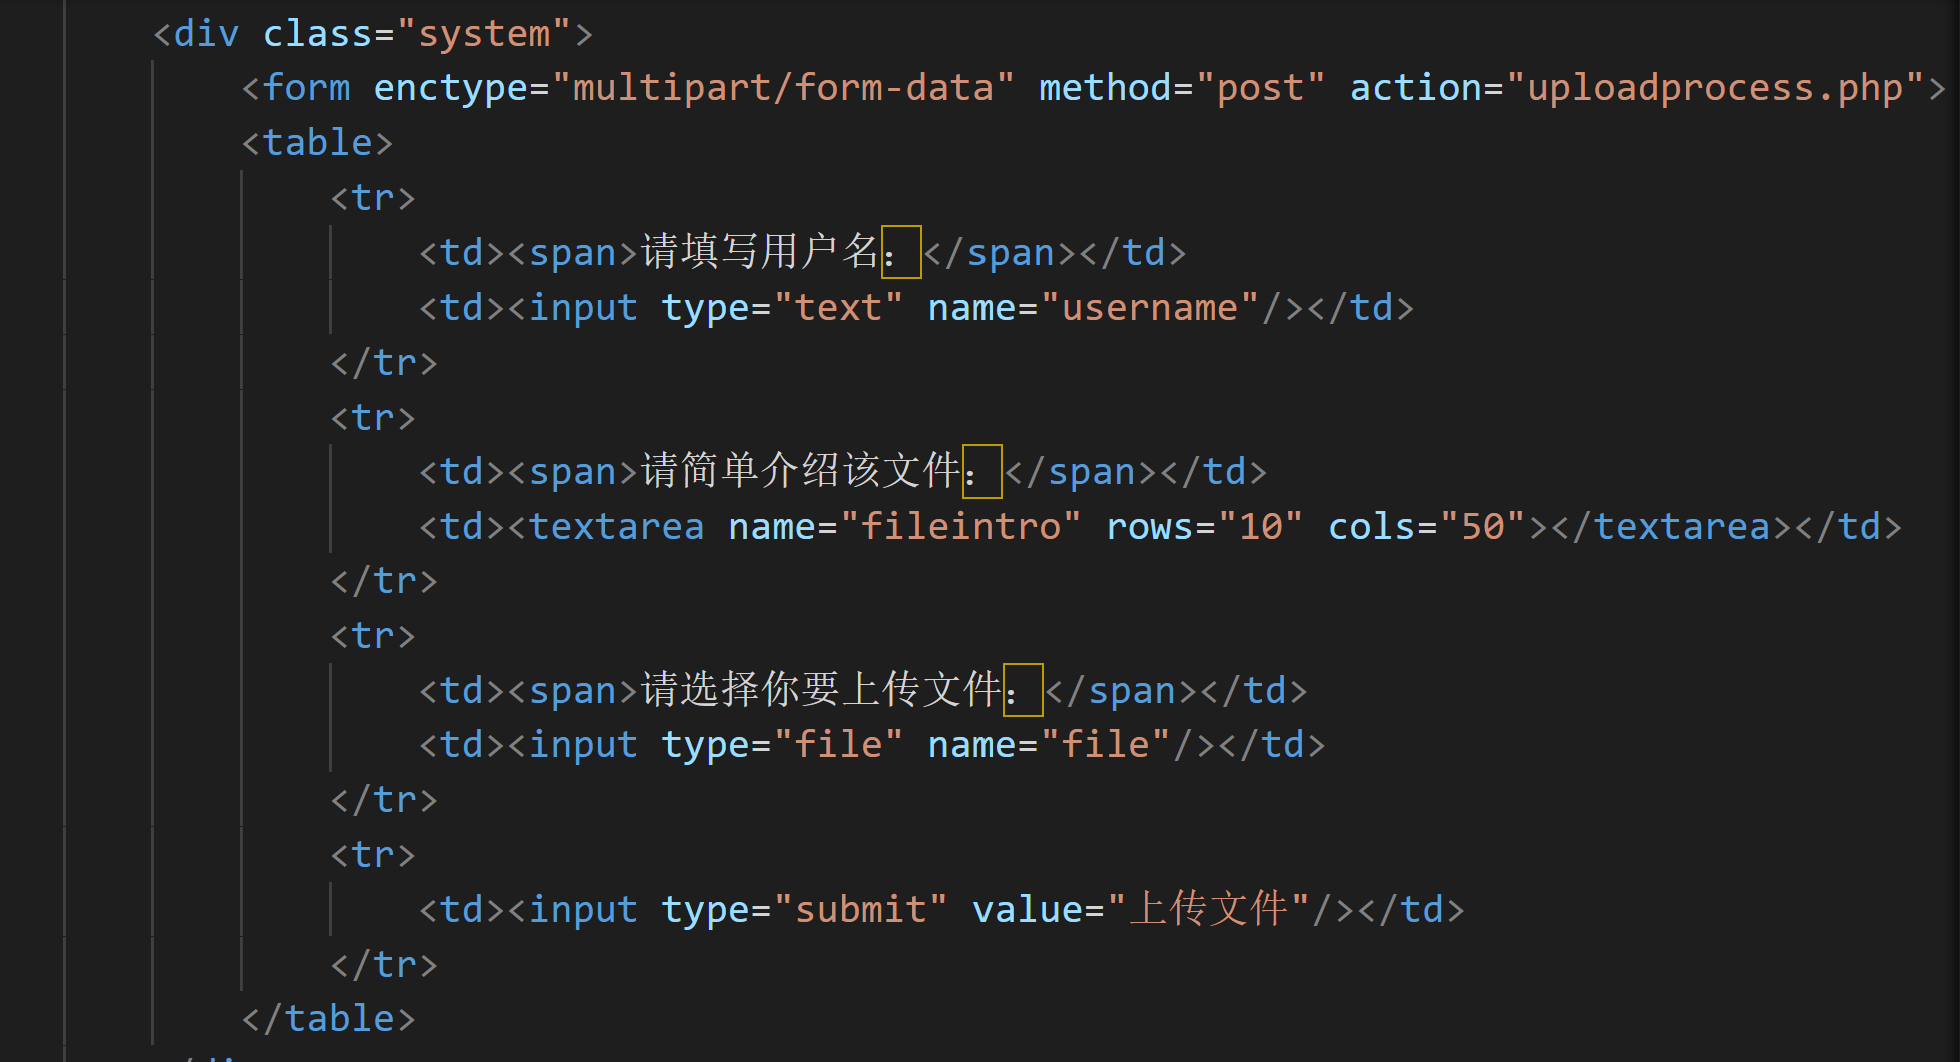 <div class="system">
<form enctype="multipart/form-data" method="post" action="uploadprocess.php">
<table>
<tr>
<td><span>请填写用户名：</span></td>
<td><input type="text" name="username"/></td>
</tr>
<tr>
<td><span>请简单介绍该文件：</span></td>
<td><textarea name="fileintro" rows="10" cols="50"></textarea></td>
</tr>
<tr>
<td><span>请选择你要上传文件：</span></td>
<td><input type="file" name="file"/></td>
</tr>
<tr>
<td><input type="submit" value="上传文件"/></td>
</tr>
</table>